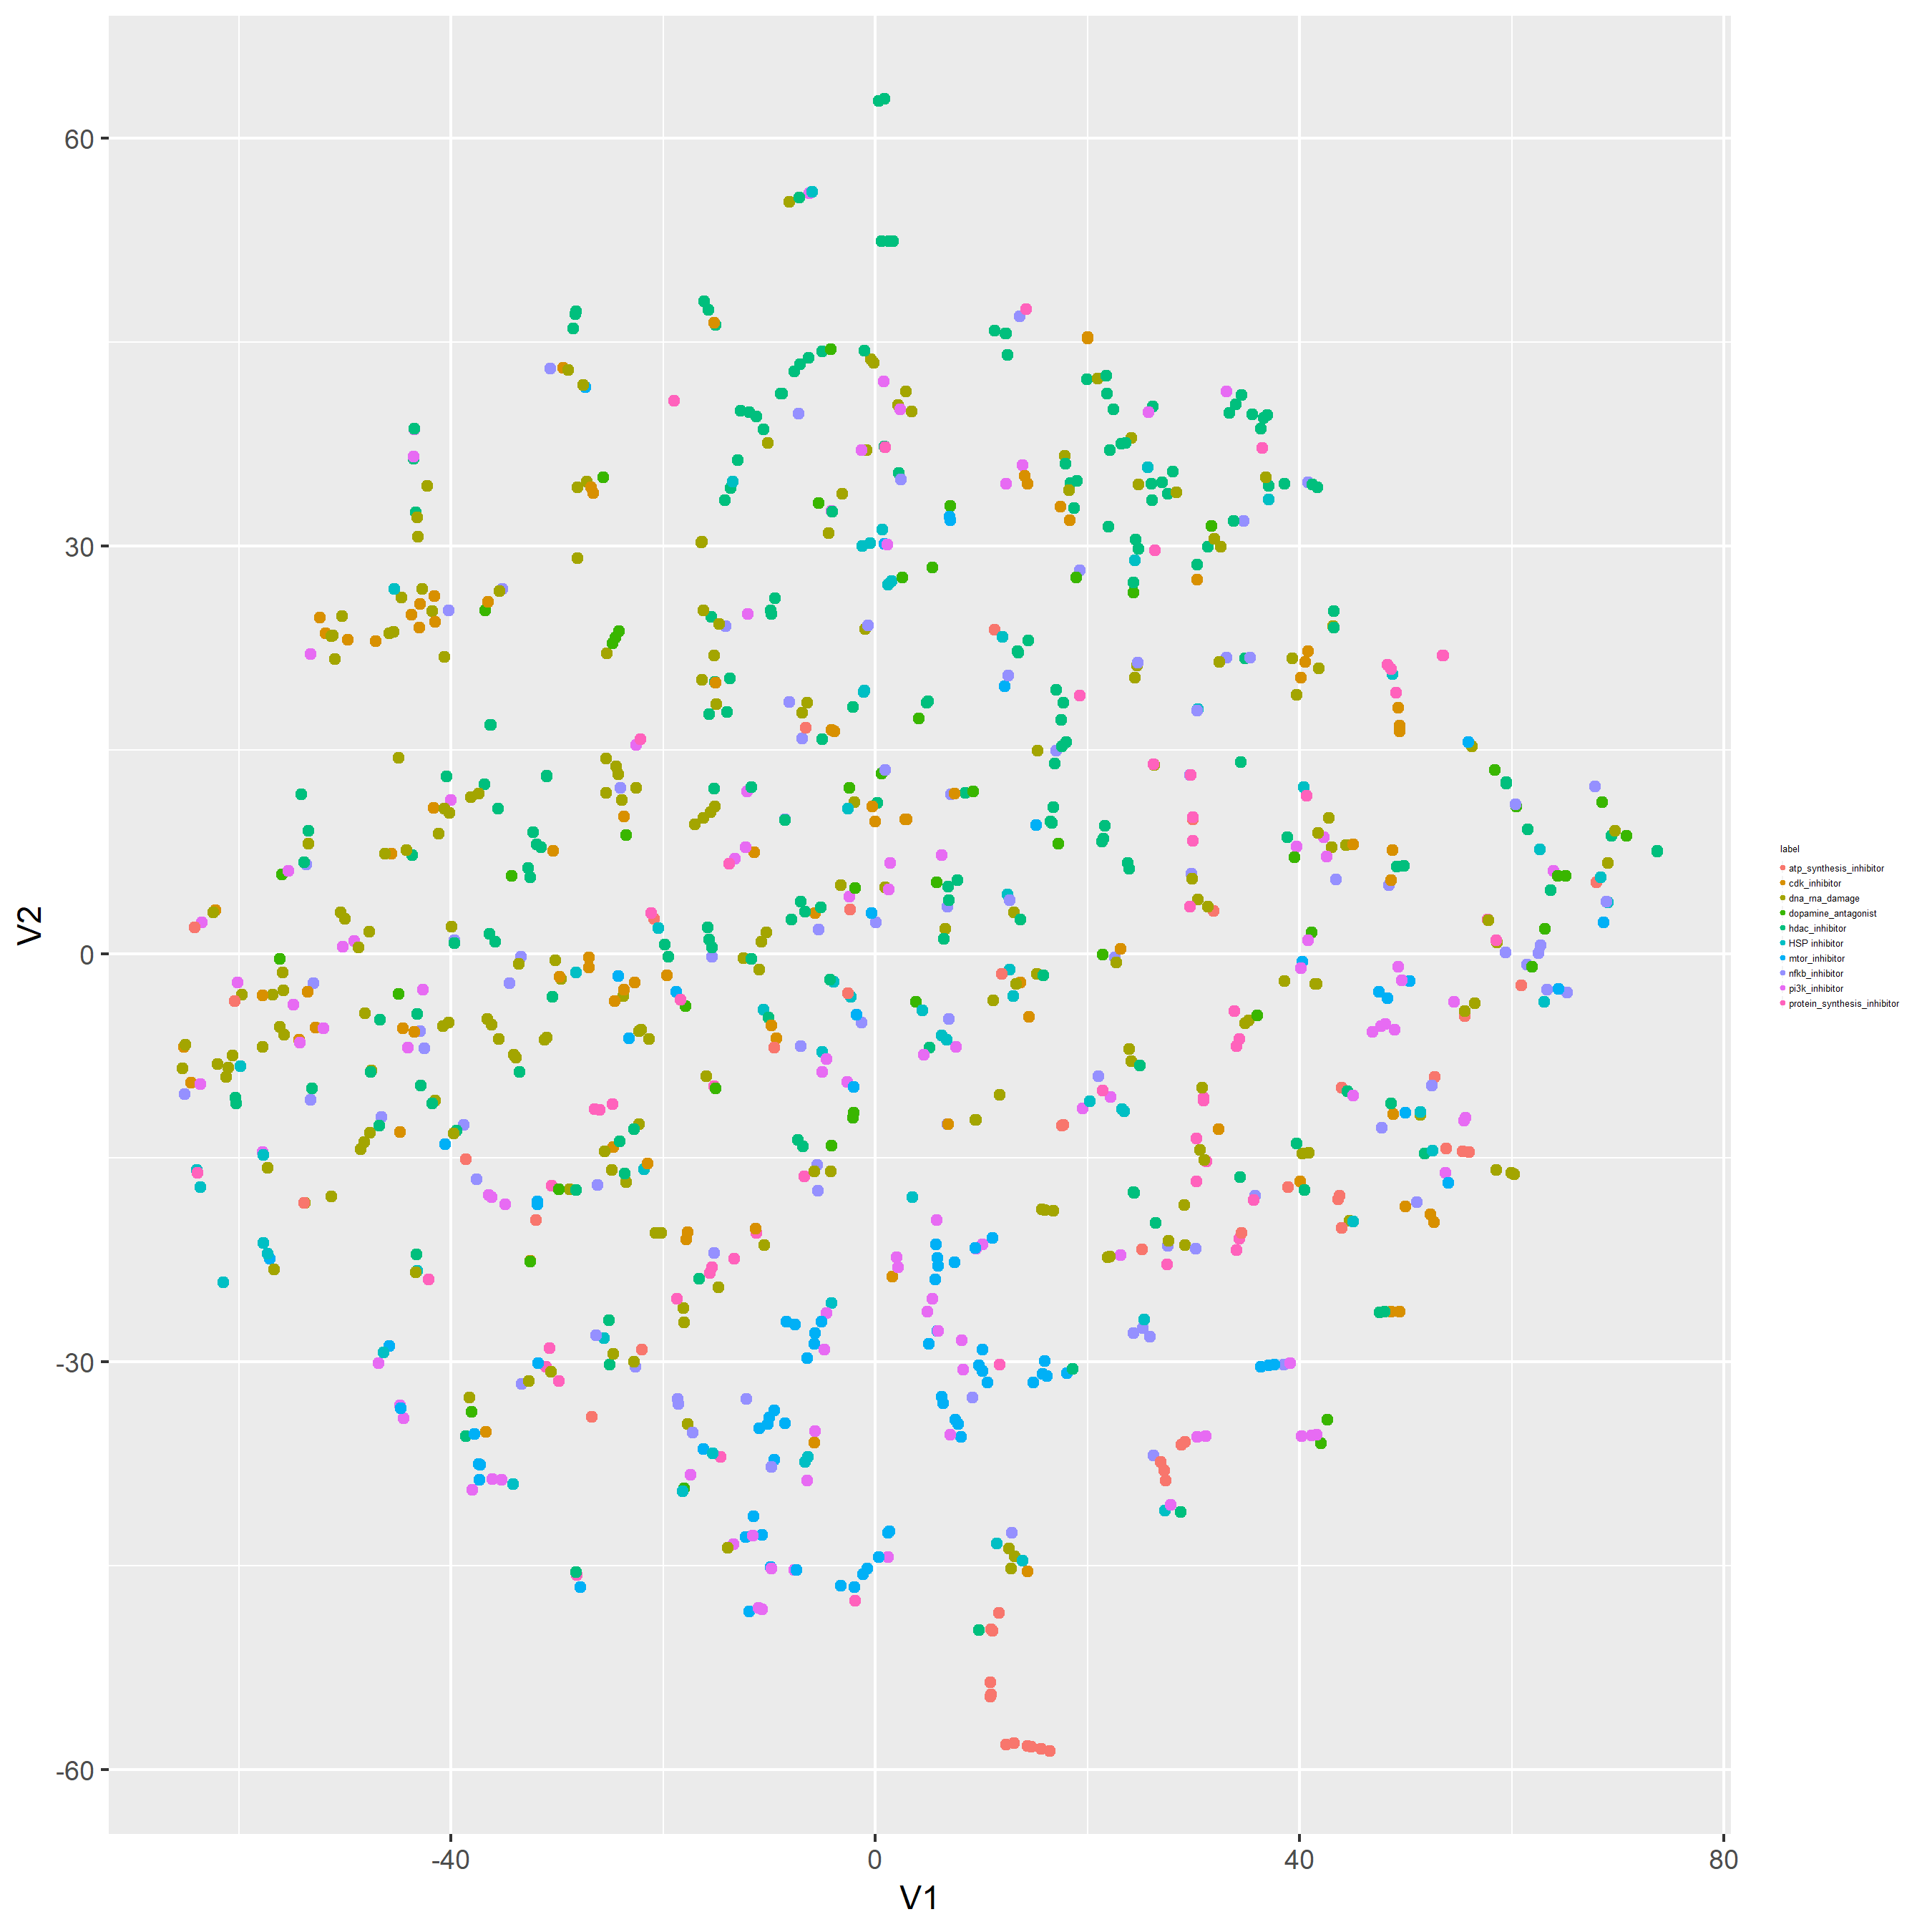 60
30
0
-30
-60
V2
-40
0
40
80
V1
label
atp_synthesis_inhibitor
cdk_inhibitor
dna_rna_damage
dopamine_antagonist
hdac_inhibitor
HSP inhibitor
mtor_inhibitor
nfkb_inhibitor
pi3k_inhibitor
protein_synthesis_inhibitor